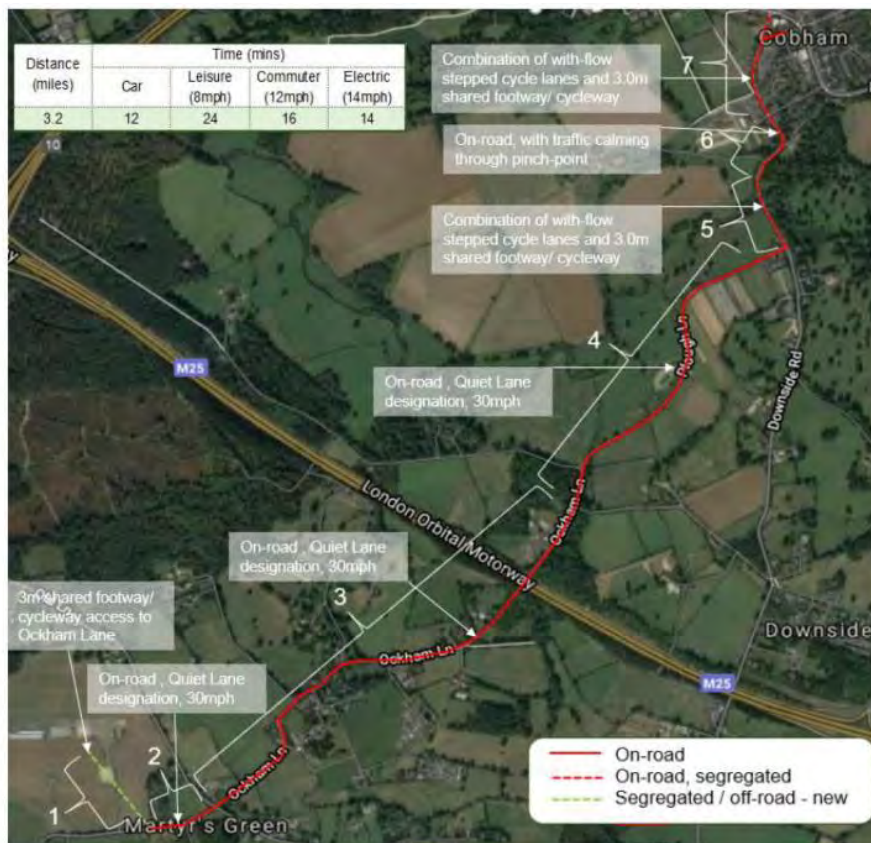 Distance
(miles)
Time (mins)
Car
Leisure
(8mph)
Commuter
(12mph)
Electric
(14mph)
3.2
12
24
16
14
Cobham
Combination of with-flow
stepped cycle lanes and 3.0m
shared footway/ cycleway
7
10
On-road, with traffic calming
through pinch-point
6
Combination of with-flow
stepped cycle lanes and 3.0m
shared footway/ cycleway
5
4
M25
Plough Ln
Downside Rd
On-road , Quiet Lane
designation, 30mph
London Orbital Motorway
Ockham Ln
On-road , Quiet Lane
designation, 30mph
3
3m shared footway/
cycleway access to
Ockham Lane
Downside
Ockham Ln
On-road , Quiet Lane
designation, 30mph
M25
2
Ockham Ln
1
Martyr's Green
On-road
On-road, segregated
Segregated / off-road - new